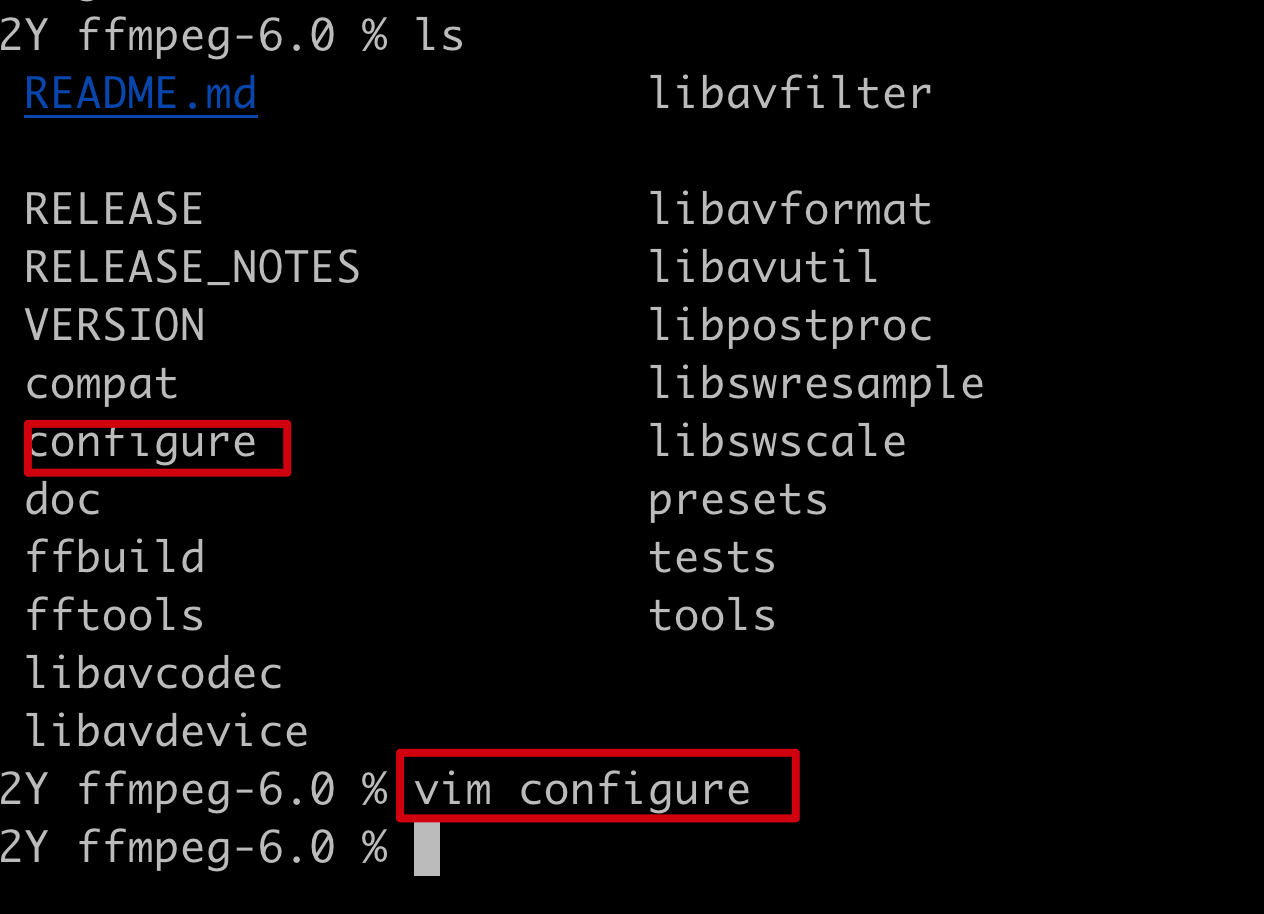 2Y ffmpeg-6.0 % ls
README.md libavfilter
RELEASE libavformat
RELEASE_NOTES libavutil
VERSION libpostproc
compat libswresample
configure libswscale
doc presets
ffbuild tests
fftools tools
libavcodec
libavdevice
2Y ffmpeg-6.0 % vim configure
2Y ffmpeg-6.0 %